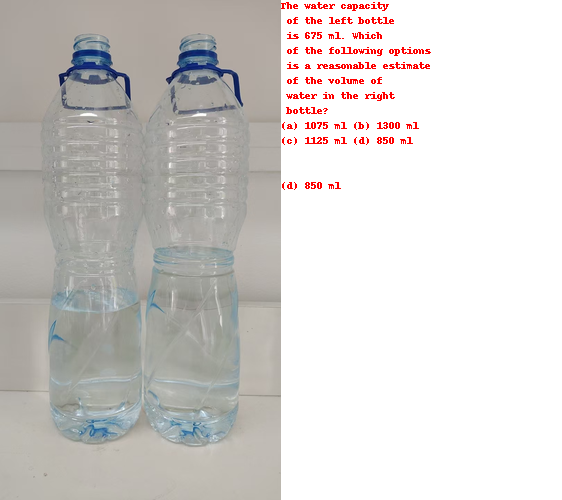 The water capacity
of the left bottle
is 675 ml. Which
of the following options
is a reasonable estimate
of the volume of
water in the right
bottle?
(a) 1075 ml (b) 1300 ml
(c) 1125 ml (d) 850 ml
(d) 850 ml